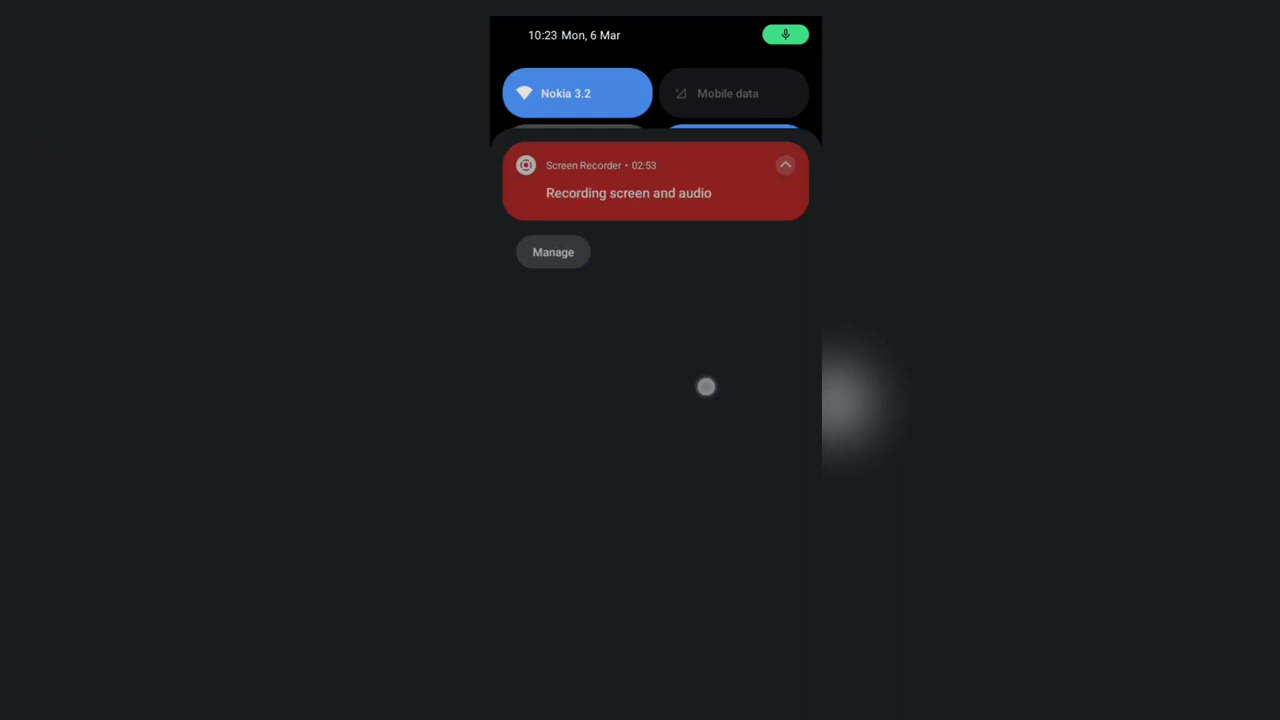 10:23 Mon, 6 Mar
Nokia 3.2 Mobile data
Screen Recorder • 02:53
Recording screen and audio
Manage